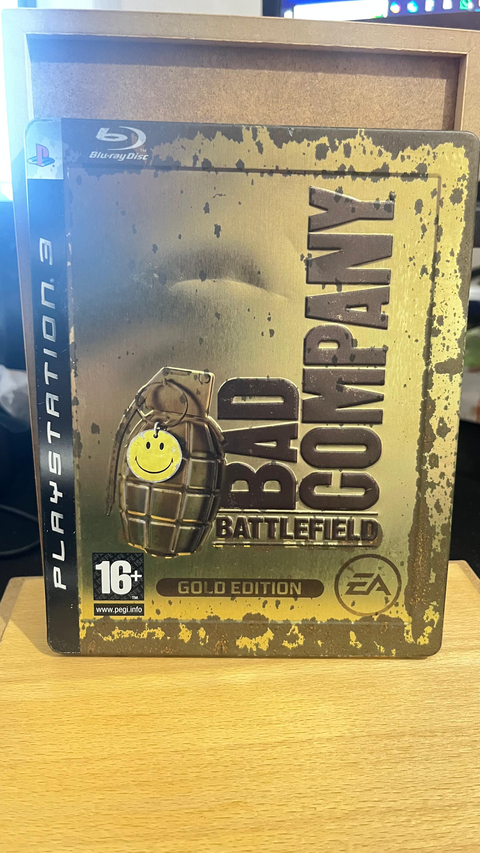 Blu-ray Disc
PLAYSTATION 3
BAD
COMPANY
BATTLEFIELD
GOLD EDITION
EA
16+
www.pegi.info